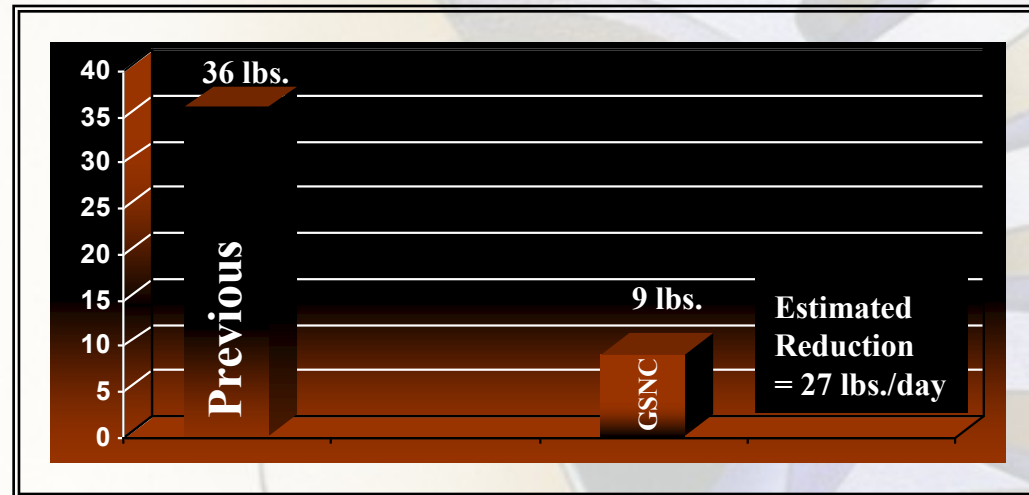 40
35
30
25
20
15
10
5
0
36 lbs.
Previous
9 lbs.
GSNC
Estimated
Reduction
= 27 lbs./day